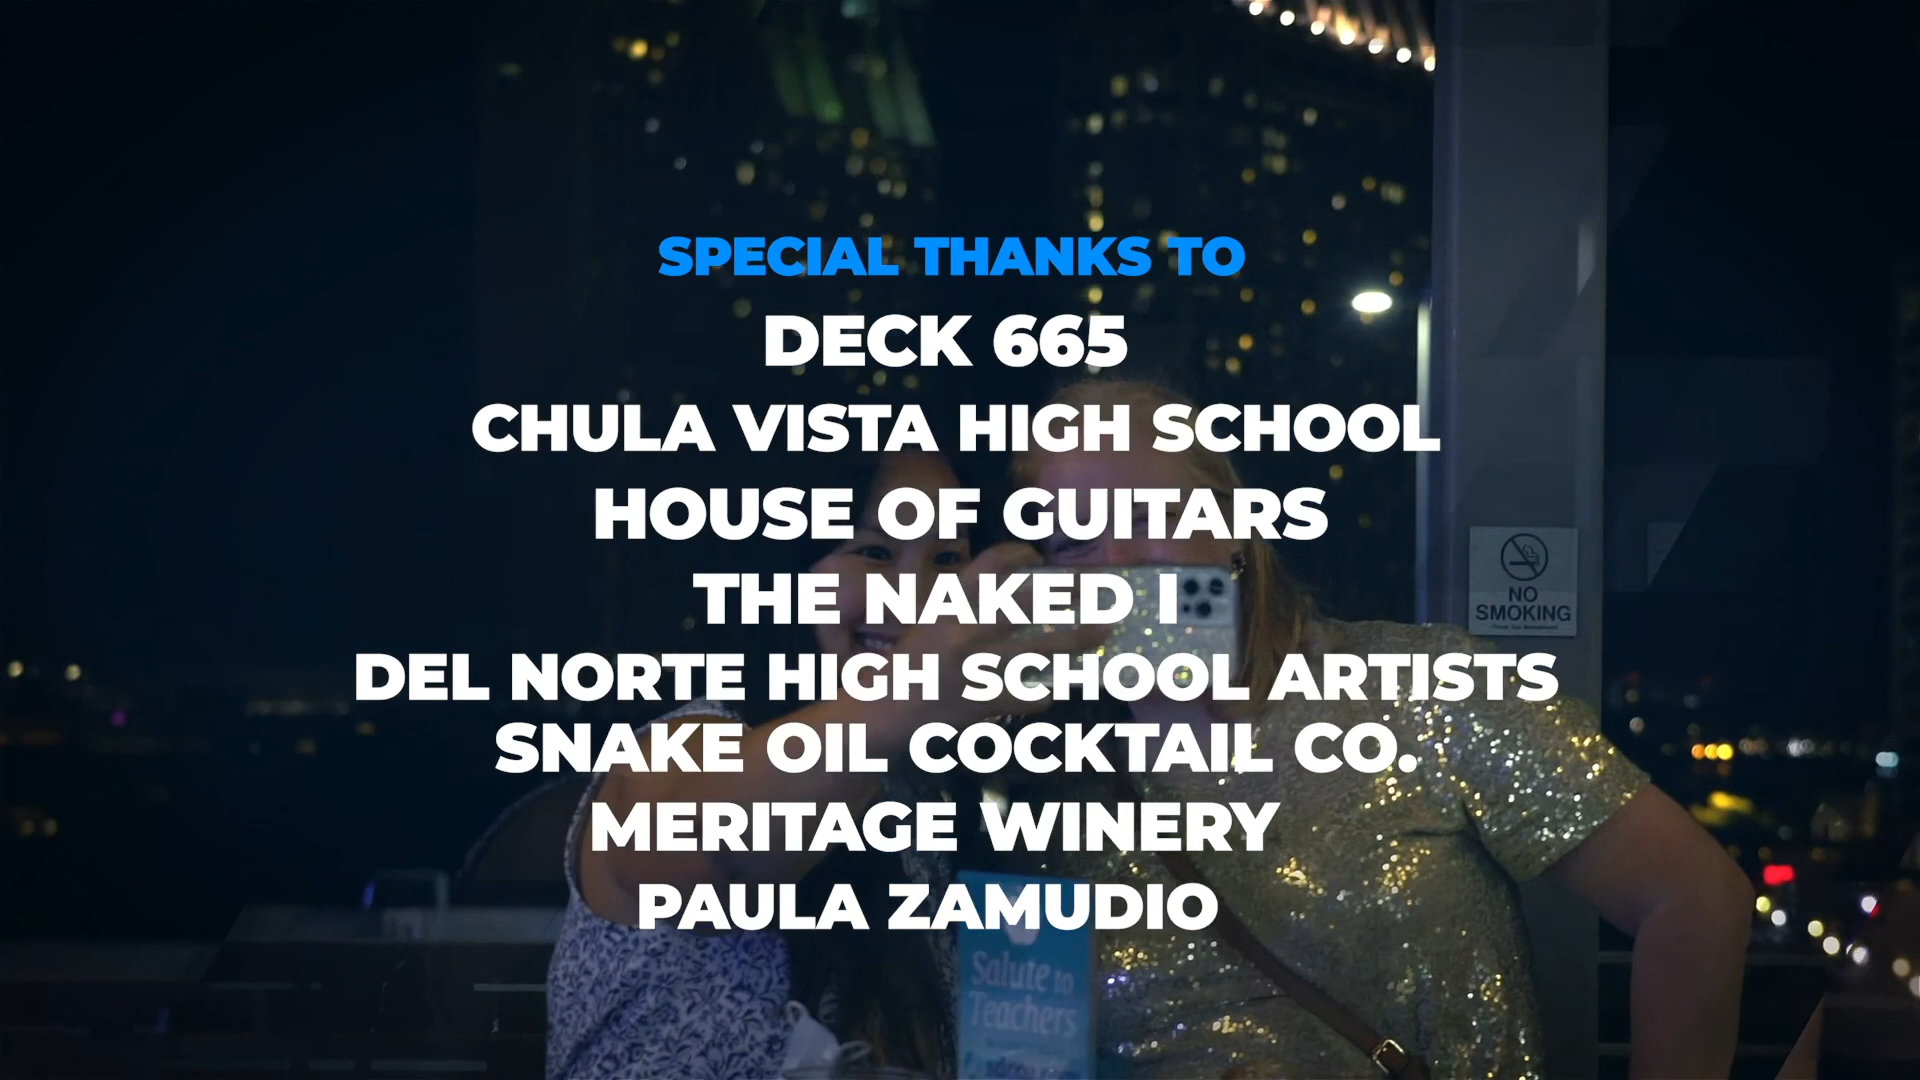 SPECIAL THANKS TO
DECK 665
CHULA VISTA HIGH SCHOOL
HOUSE OF GUITARS
THE NAKED I
NO
SMOKING
DEL NORTE HIGH SCHOOL ARTISTS
SNAKE OIL COCKTAIL CO.
MERITAGE WINERY
PAULA ZAMUDIO
Salute to
Teachers